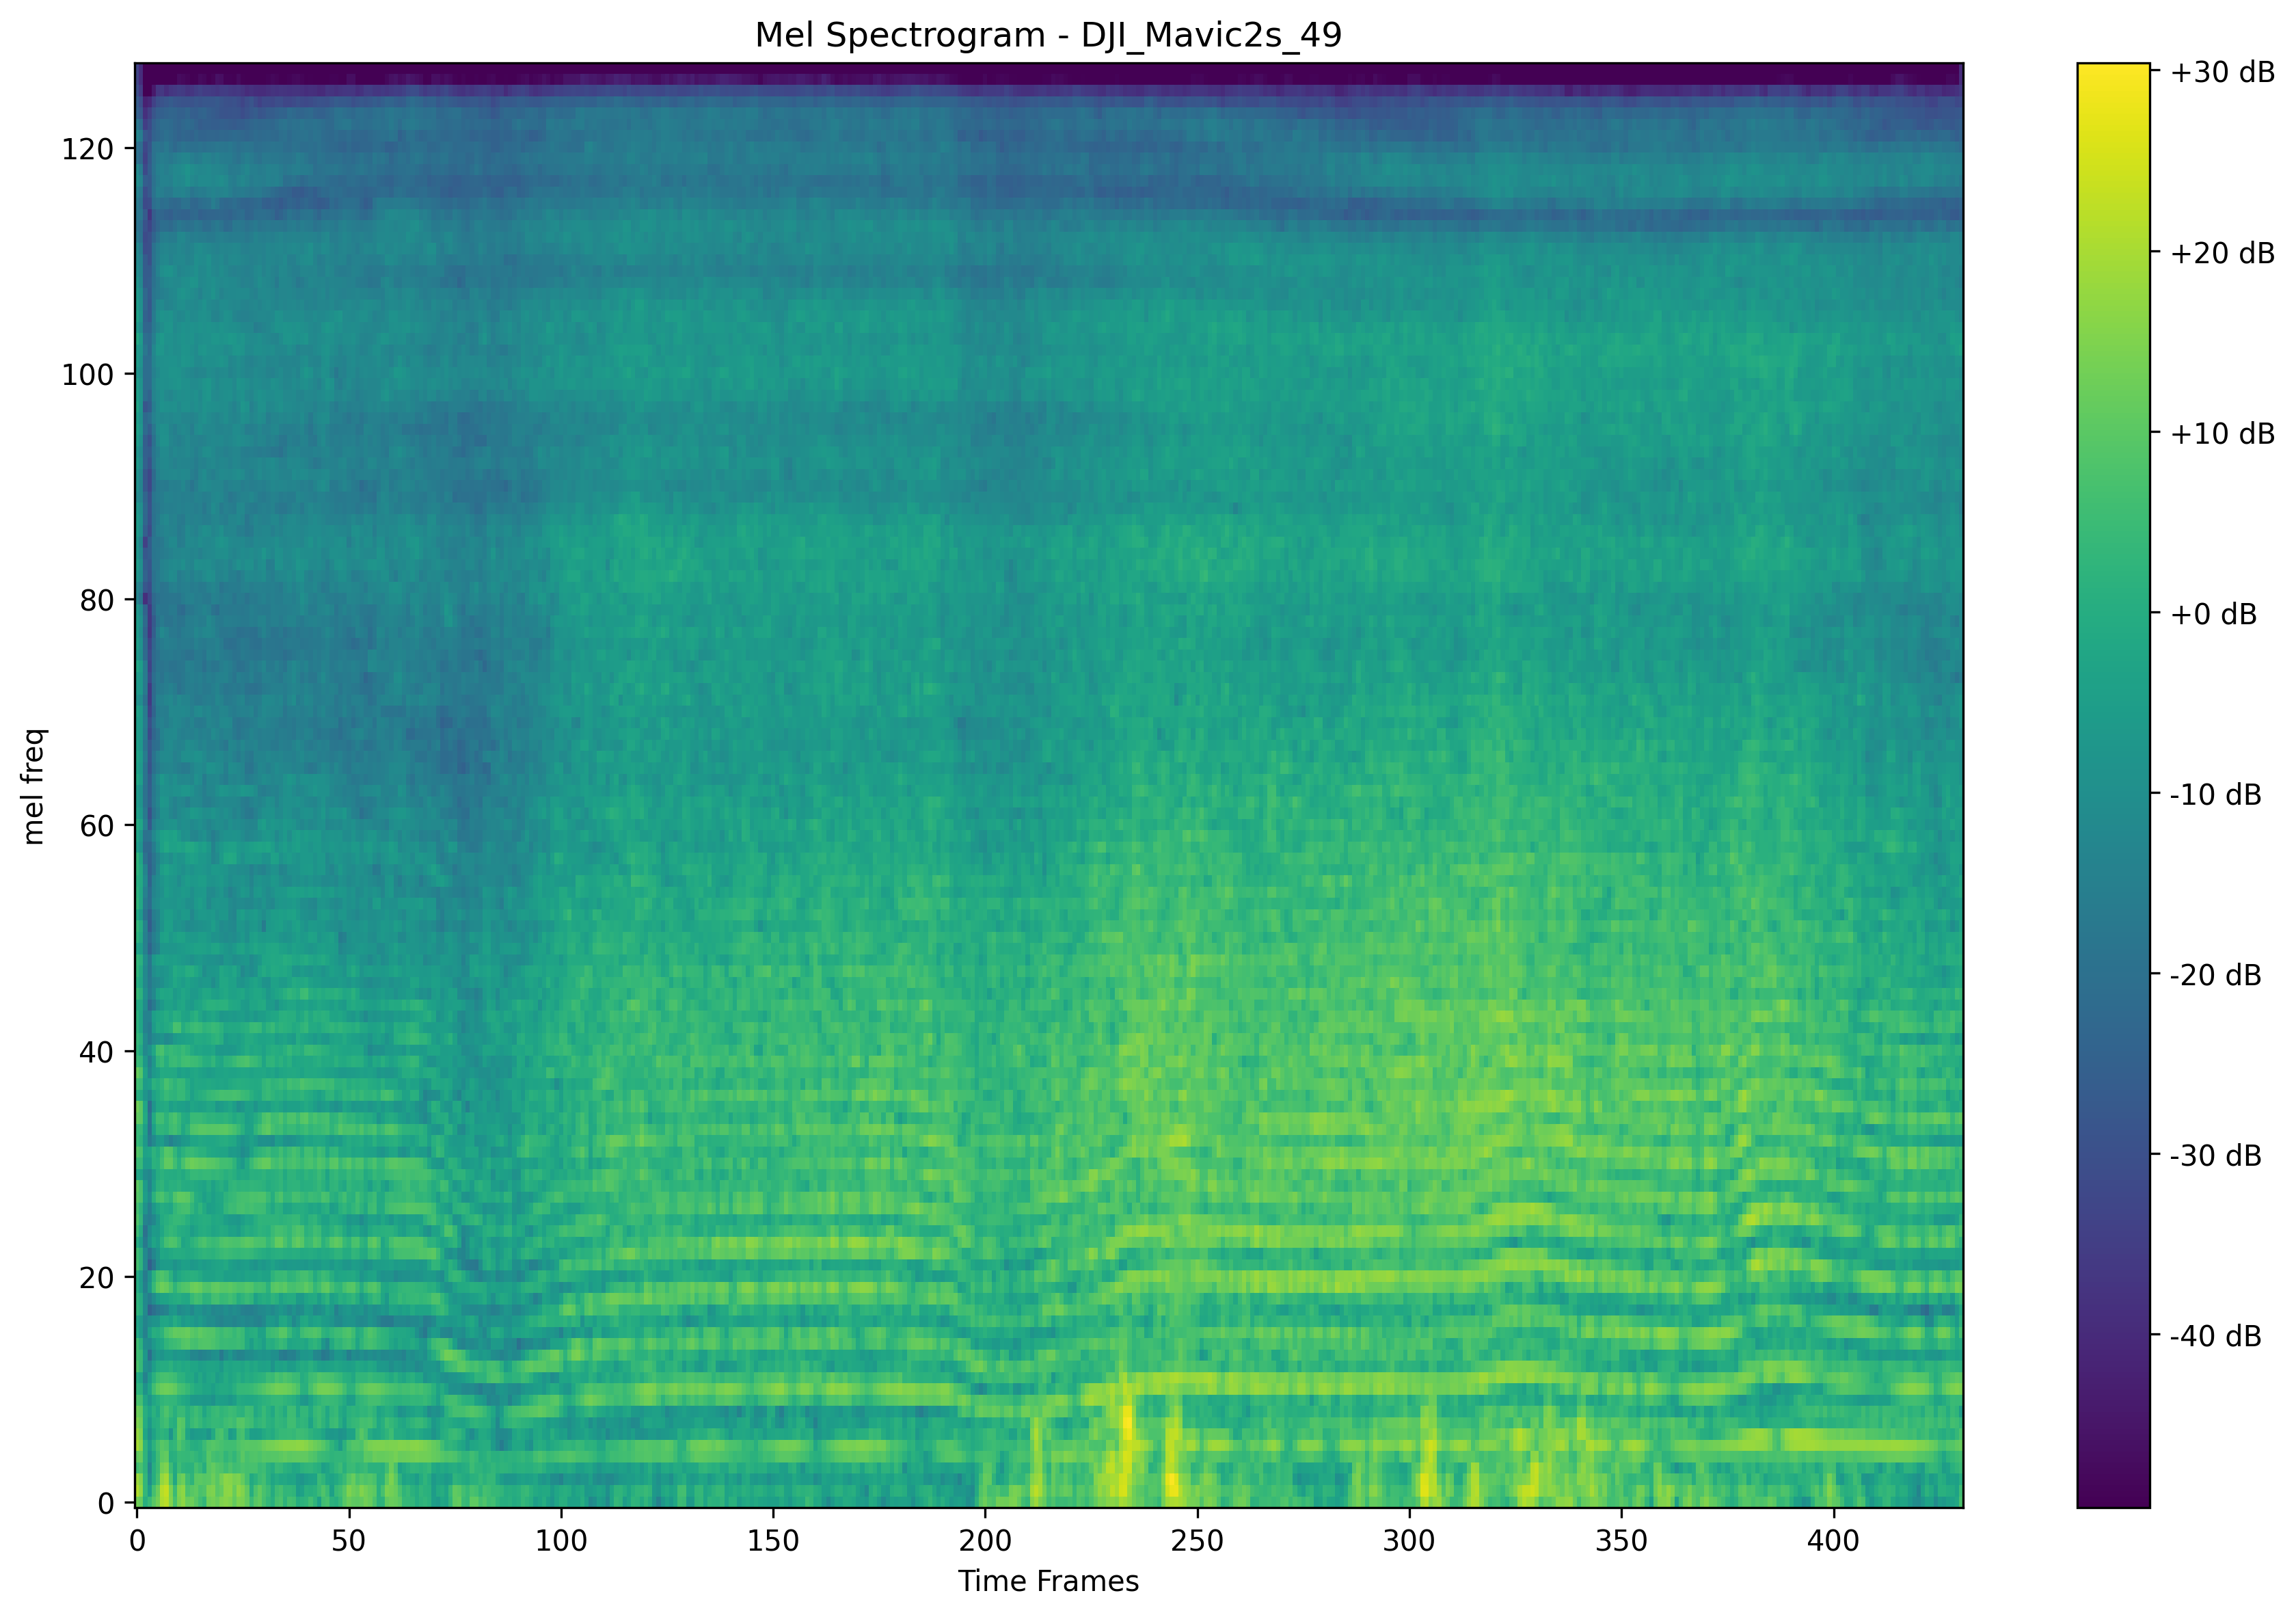 Mel Spectrogram - DJI_Mavic2s_49
mel freq
120
100
80
60
40
20
0
0 50 100 150 200 250 300 350 400
Time Frames
+30 dB
+20 dB
+10 dB
+0 dB
-10 dB
-20 dB
-30 dB
-40 dB